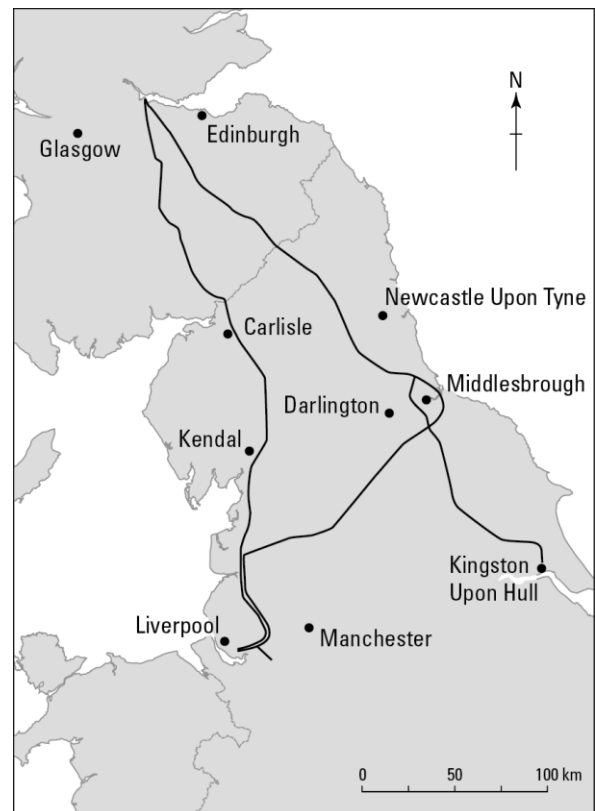 N
Edinburgh
Glasgow
Newcastle Upon Tyne
Carlisle
Middlesbrough
Darlington
Kendal
Kingston
Upon Hull
Liverpool
Manchester
0 50 100 km